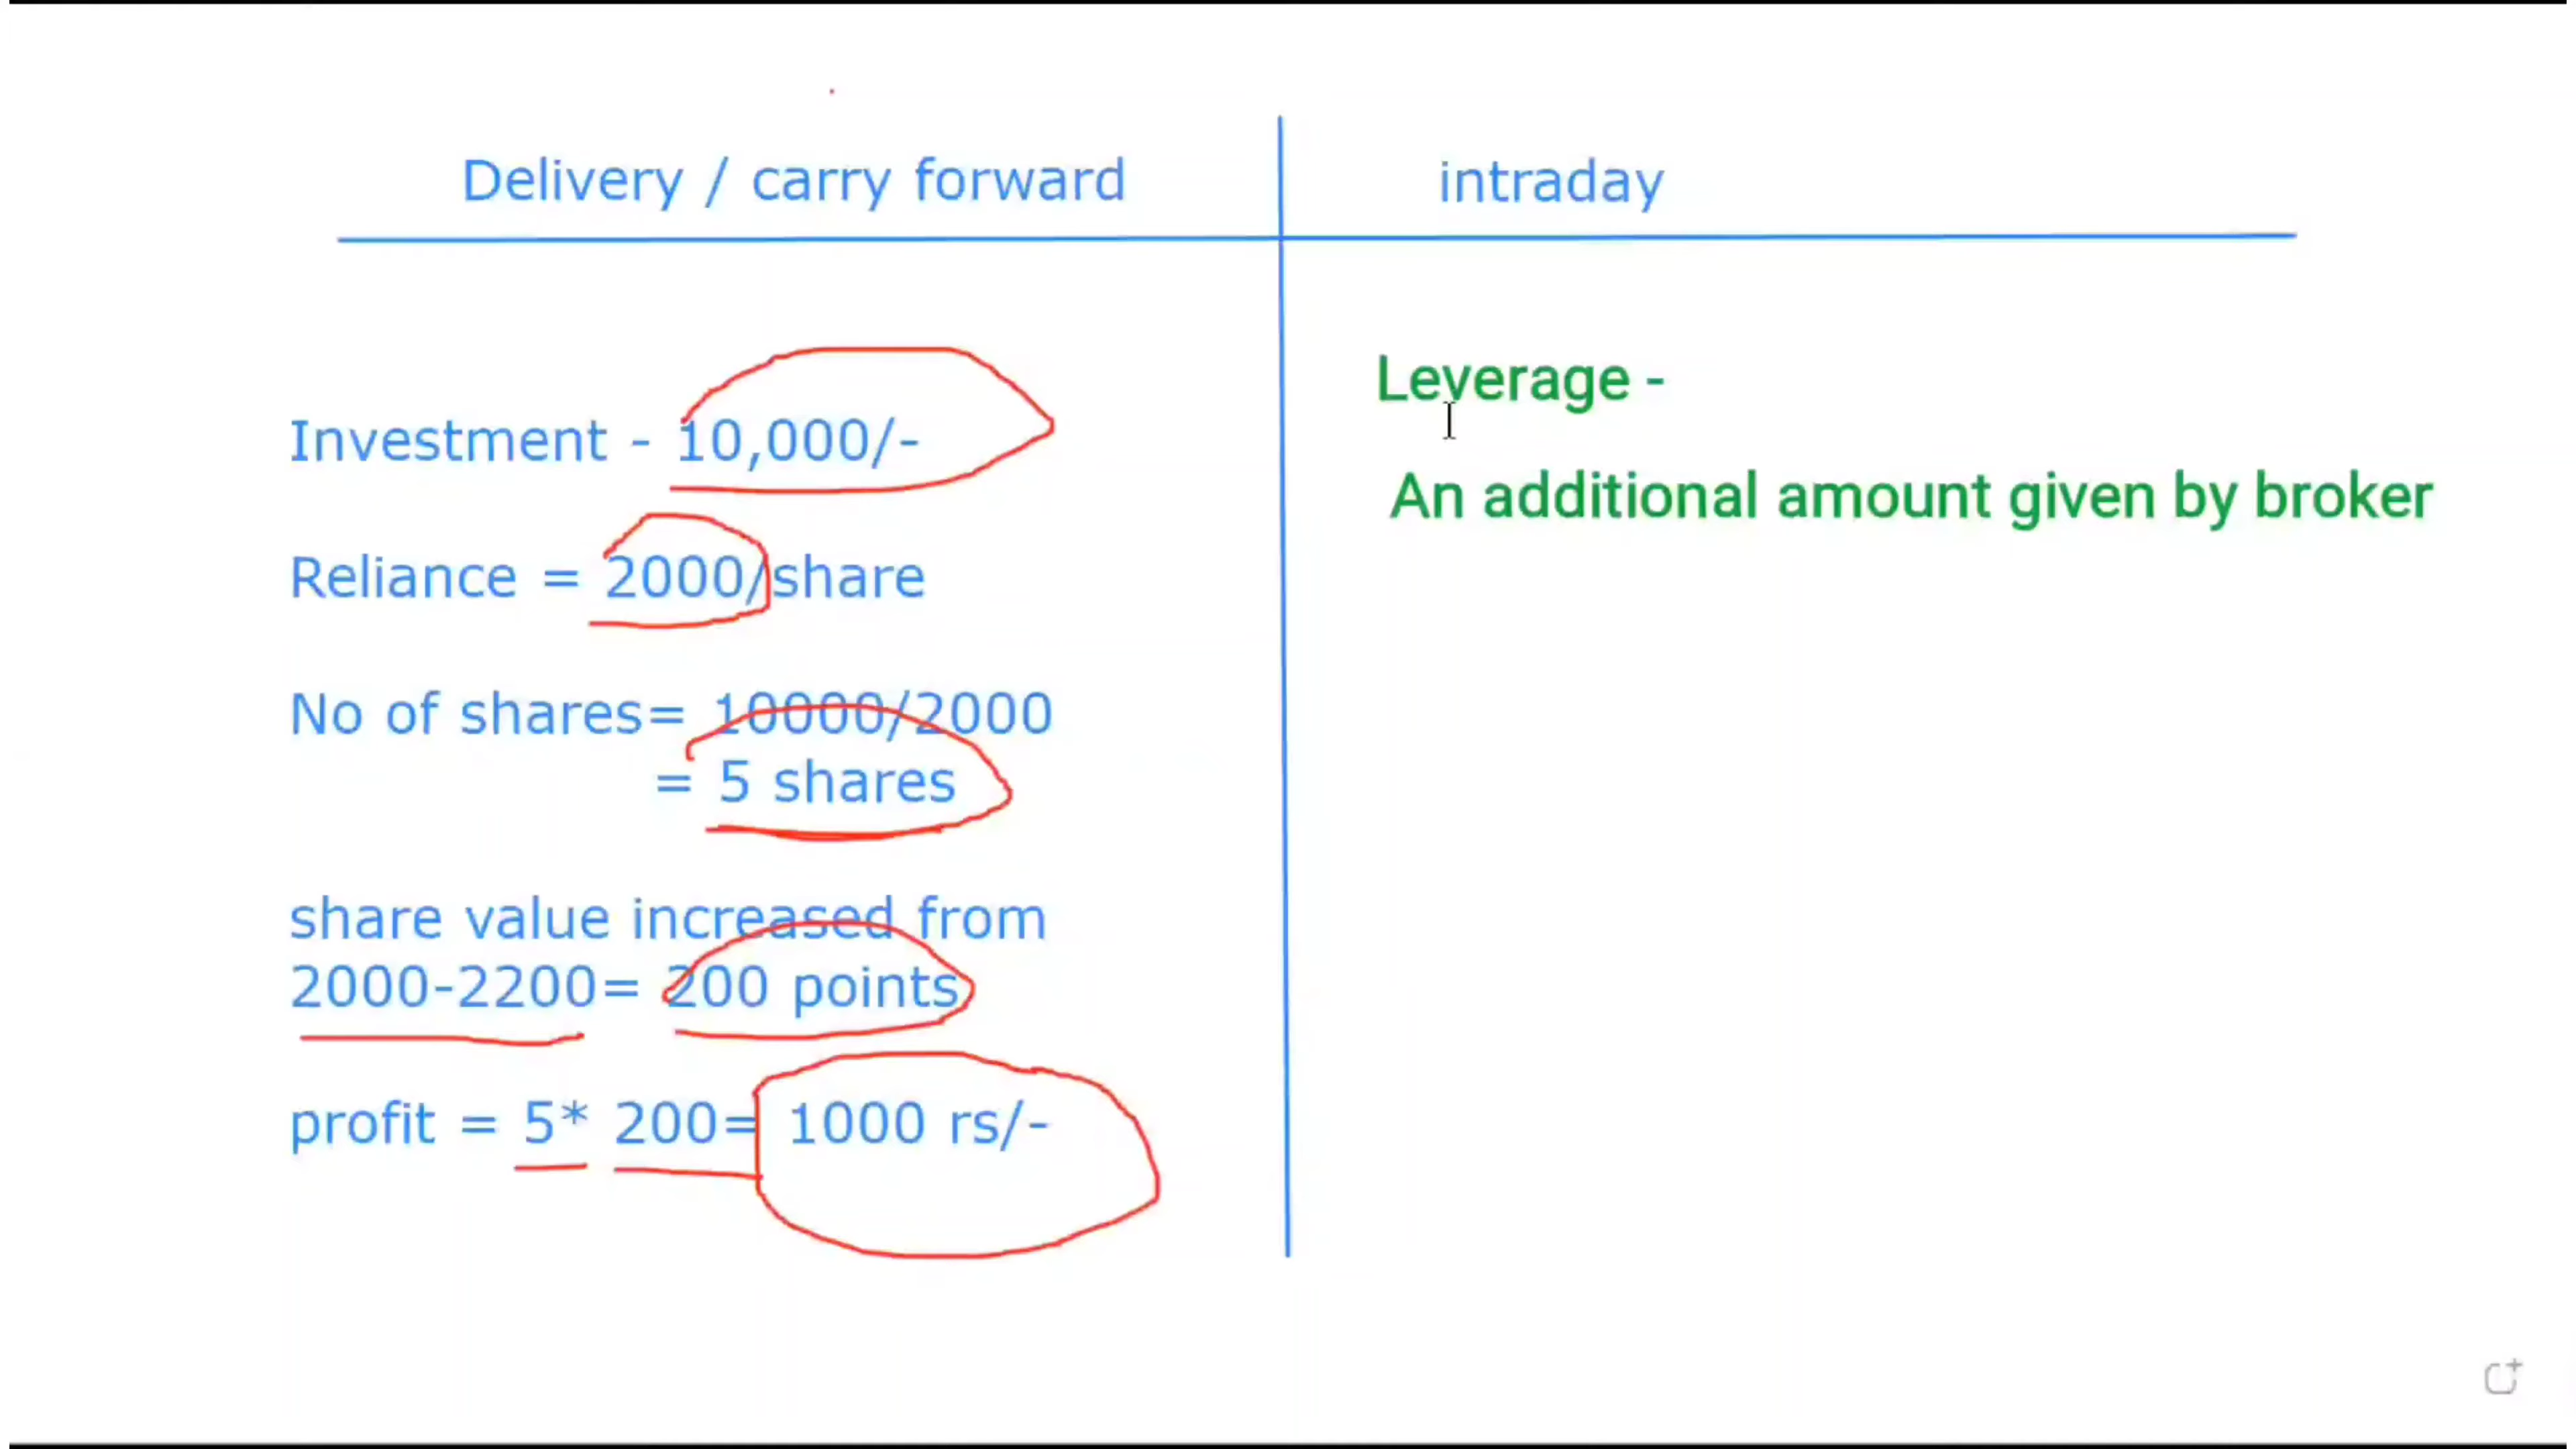 Delivery / carry forward
intraday
Investment - 10,000/-
Reliance = 2000/share
No of shares= 10000/2000
= 5 shares
share value increased from
2000-2200= 200 points
profit = 5* 200= 1000 rs/-
Leverage -
An additional amount given by broker